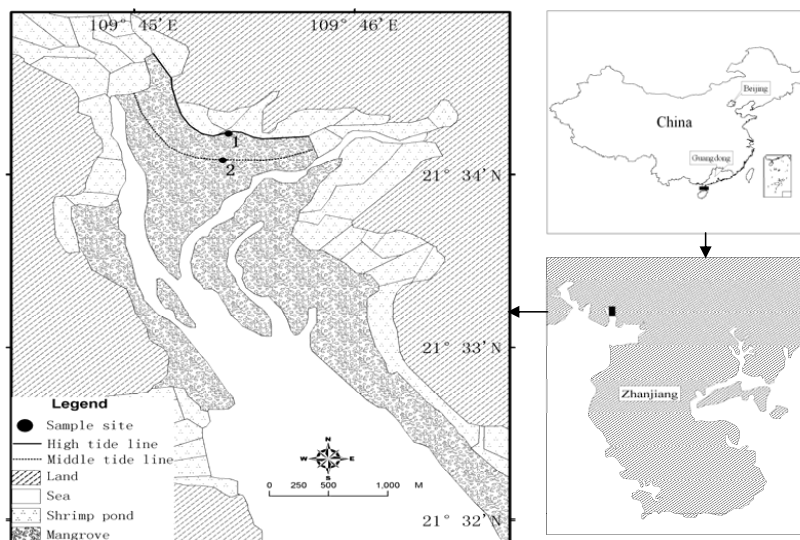 109° 45'E
109° 46'E
1
2
21° 34'N
21° 33'N
21° 32'N
Legend
Sample site
High tide line
Middle tide line
Land
Sea
Shrimp pond
Mangrove
N
W
E
S
0 250 500 1,000 M
Beijing
China
Guangdong
Zhanjiang